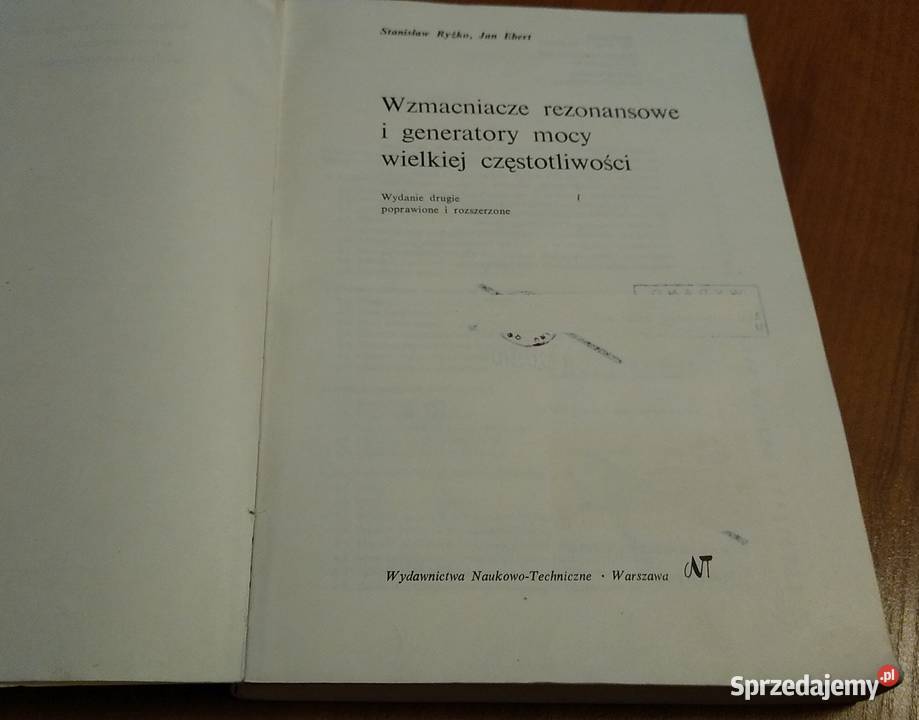 Stanisław Ryżko, Jan Ebert
Wzmacniacze rezonansowe
i generatory mocy
wielkiej częstotliwości
Wydanie drugie
poprawione i rozszerzone
Wydawnictwa Naukowo-Techniczne · Warszawa WNT
Sprzedajemy.pl